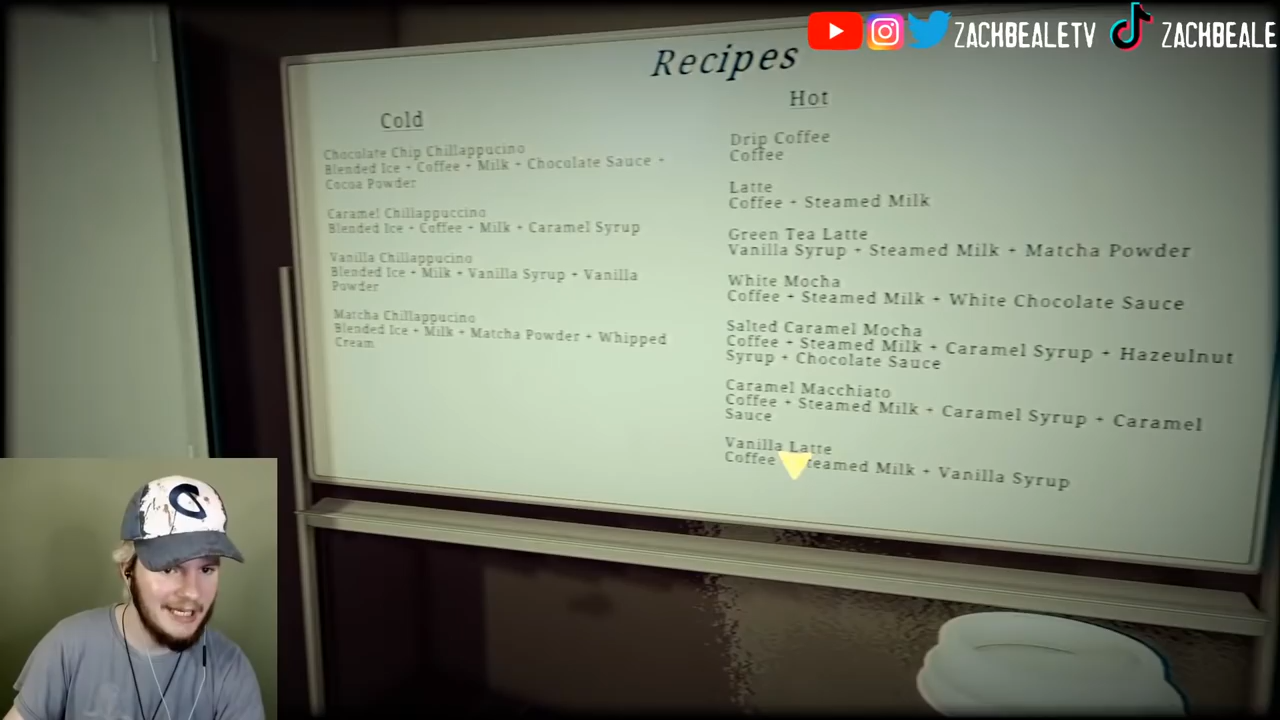 ZACHBEALETV
ZACHBEALE
Recipes
Cold
Chocolate Chip Chillappucino
Blended Ice + Coffee + Milk + Chocolate Sauce +
Cocoa Powder
Caramel Chillappuccino
Blended Ice + Coffee + Milk + Caramel Syrup
Vanilla Chillappucino
Blended Ice + Milk + Vanilla Syrup + Vanilla
Powder
Matcha Chillappucino
Blended Ice + Milk + Matcha Powder + Whipped
Cream
Hot
Drip Coffee
Coffee
Latte
Coffee + Steamed Milk
Green Tea Latte
Vanilla Syrup + Steamed Milk + Matcha Powder
White Mocha
Coffee + Steamed Milk + White Chocolate Sauce
Salted Caramel Mocha
Coffee + Steamed Milk + Caramel Syrup + Hazeulnut
Syrup + Chocolate Sauce
Caramel Macchiato
Coffee + Steamed Milk + Caramel Syrup + Caramel
Sauce
Vanilla Latte
Coffee teamed Milk + Vanilla Syrup